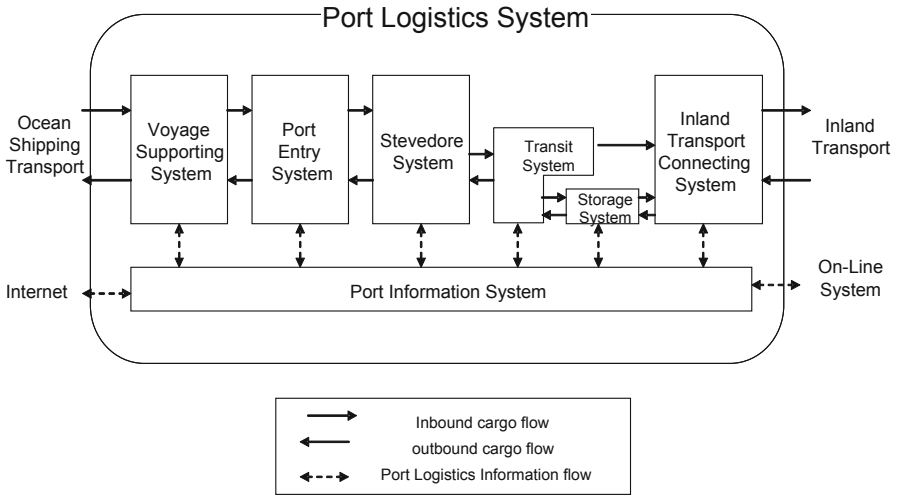 Port Logistics System
Ocean
Shipping
Transport
Voyage
Supporting
System
Port
Entry
System
Stevedore
System
Transit
System
Storage
System
Inland
Transport
Connecting
System
Inland
Transport
Internet
Port Information System
On-Line
System
Inbound cargo flow
outbound cargo flow
Port Logistics Information flow